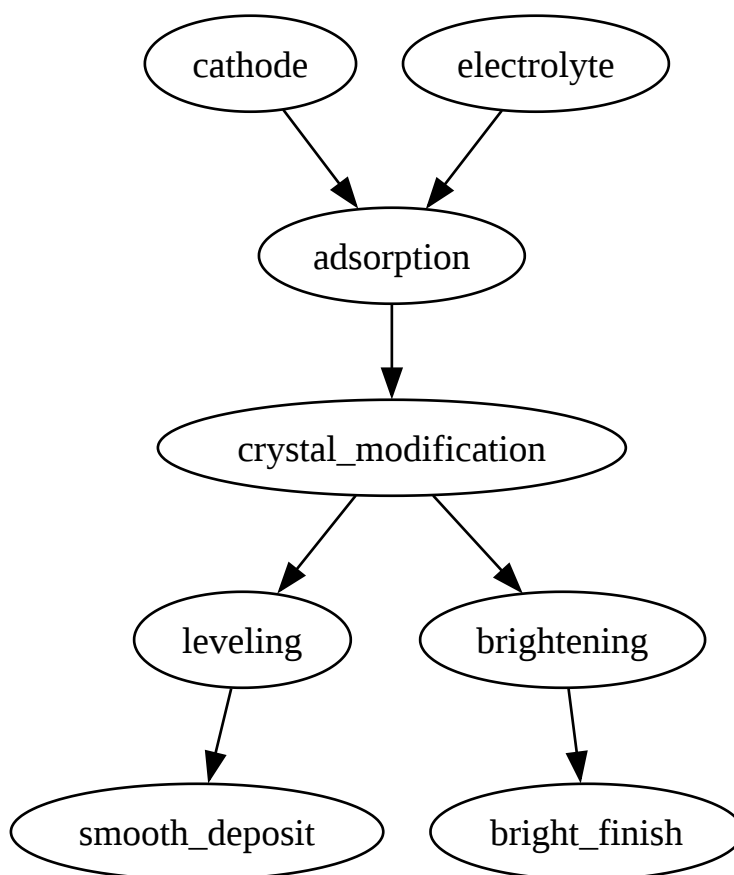 cathode
electrolyte
adsorption
crystal_modification
leveling
brightening
smooth_deposit
bright_finish